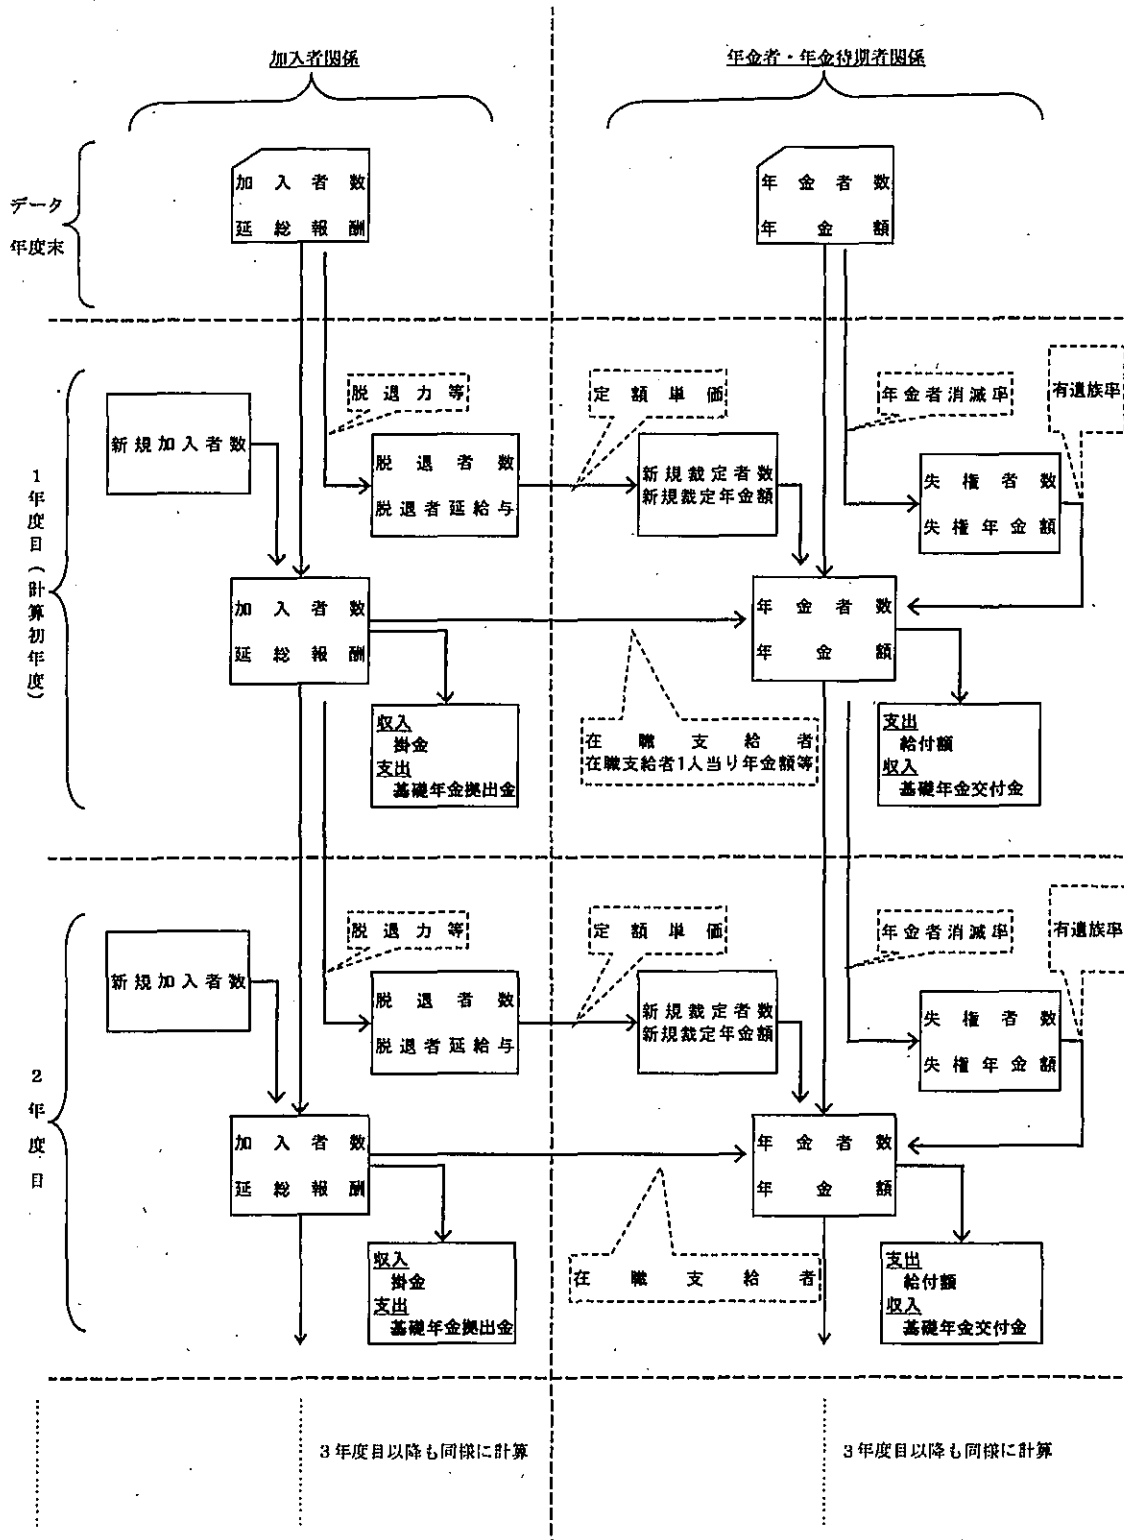 加入者関係
年金者・年金待期者関係
データ
年度末
加入者数
延総報酬
年金者数
年金額
1年度目(計算初年度)
新規加入者数
脱退力等
脱退者数
脱退者延給与
定額単価
新規裁定者数
新規裁定年金額
年金者消滅率
有遺族率
失権者数
失権年金額
加入者数
延総報酬
年金者数
年金額
収入
掛金
支出
基礎年金拠出金
在職支給者
在職支給者1人当り年金額等
支出
給付額
収入
基礎年金交付金
2年度目
新規加入者数
脱退力等
脱退者数
脱退者延給与
定額単価
新規裁定者数
新規裁定年金額
年金者消滅率
有遺族率
失権者数
失権年金額
加入者数
延総報酬
年金者数
年金額
収入
掛金
支出
基礎年金拠出金
在職支給者
支出
給付額
収入
基礎年金交付金
3年度目以降も同様に計算
3年度目以降も同様に計算